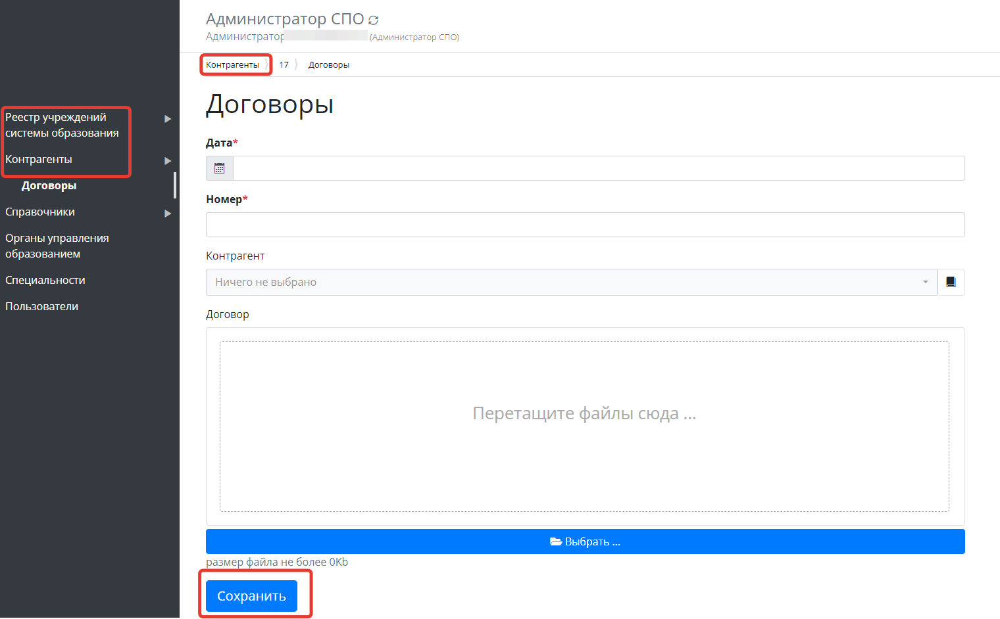 Администратор СПО
Администратор (Администратор СПО)
Контрагенты 17 Договоры
Реестр учреждений
системы образования
Контрагенты
Договоры
Справочники
Органы управления
образованием
Специальности
Пользователи
Договоры
Дата*
Номер*
Контрагент
Ничего не выбрано
Договор
Перетащите файлы сюда ...
Выбрать ...
размер файла не более 0Kb
Сохранить